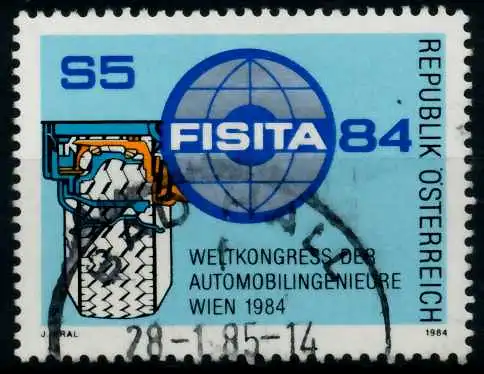 S5
FISITA 84
REPUBLIK ÖSTERREICH
WELTKONGRESS DER
AUTOMOBILINGENIEURE
WIEN 1984
1984
28-1.85-14